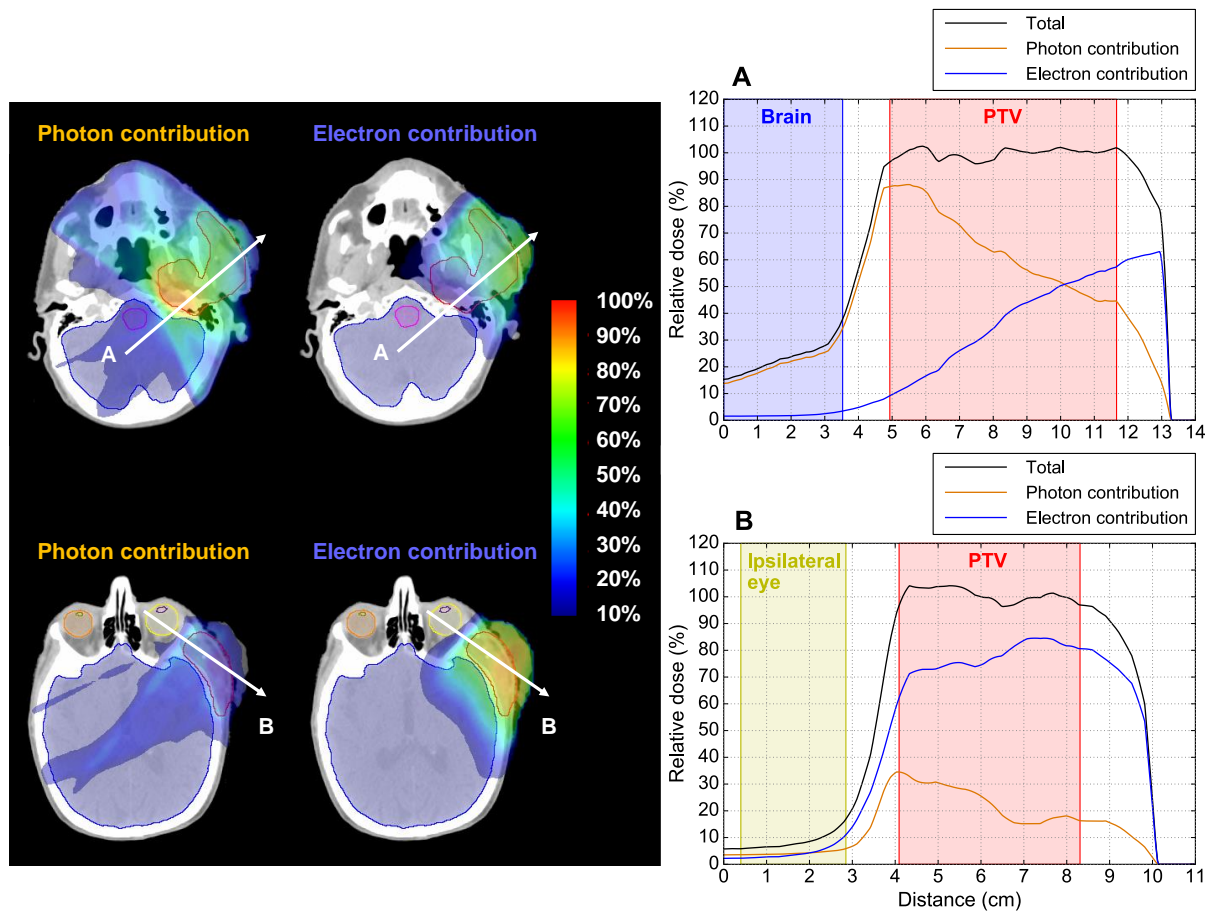 Photon contribution
Electron contribution
A
A
100%
90%
80%
70%
60%
50%
40%
30%
20%
10%
Photon contribution
Electron contribution
B
B
Total
Photon contribution
Electron contribution
A
Brain
PTV
Relative dose (%)
120
110
100
90
80
70
60
50
40
30
20
10
0
0 1 2 3 4 5 6 7 8 9 10 11 12 13 14
Total
Photon contribution
Electron contribution
B
Ipsilateral
eye
PTV
Relative dose (%)
120
110
100
90
80
70
60
50
40
30
20
10
0
0 1 2 3 4 5 6 7 8 9 10 11
Distance (cm)